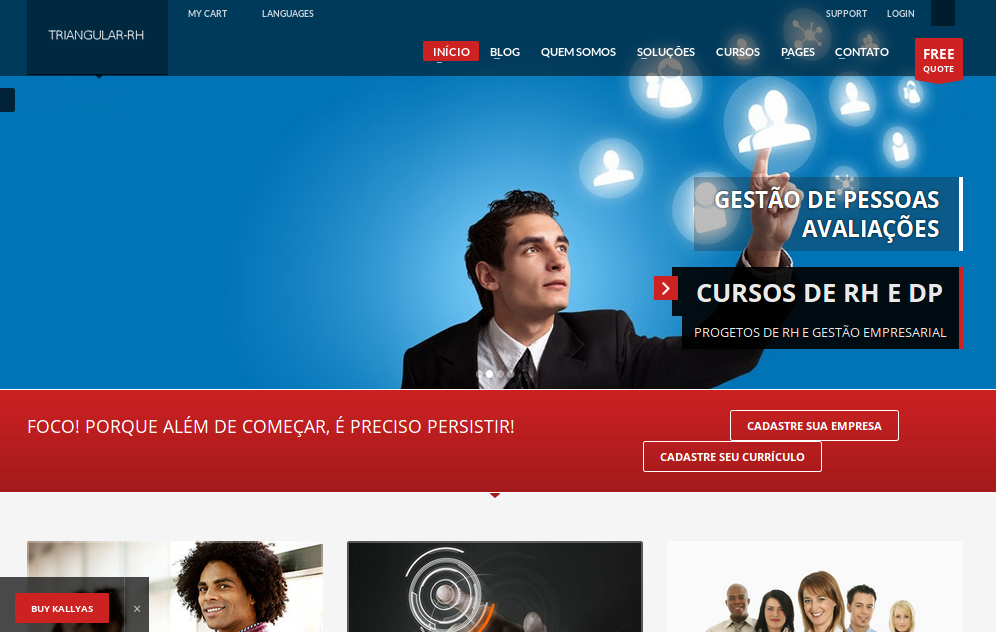 MY CART
LANGUAGES
SUPPORT
LOGIN
TRIANGULAR-RH
INÍCIO
BLOG
QUEM SOMOS
SOLUÇÕES
CURSOS
PAGES
CONTATO
FREE
QUOTE
GESTÃO DE PESSOAS
AVALIAÇÕES
CURSOS DE RH E DP
PROGETOS DE RH E GESTÃO EMPRESARIAL
FOCO! PORQUE ALÉM DE COMEÇAR, É PRECISO PERSISTIR!
CADASTRE SUA EMPRESA
CADASTRE SEU CURRÍCULO
BUY KALLYAS
×